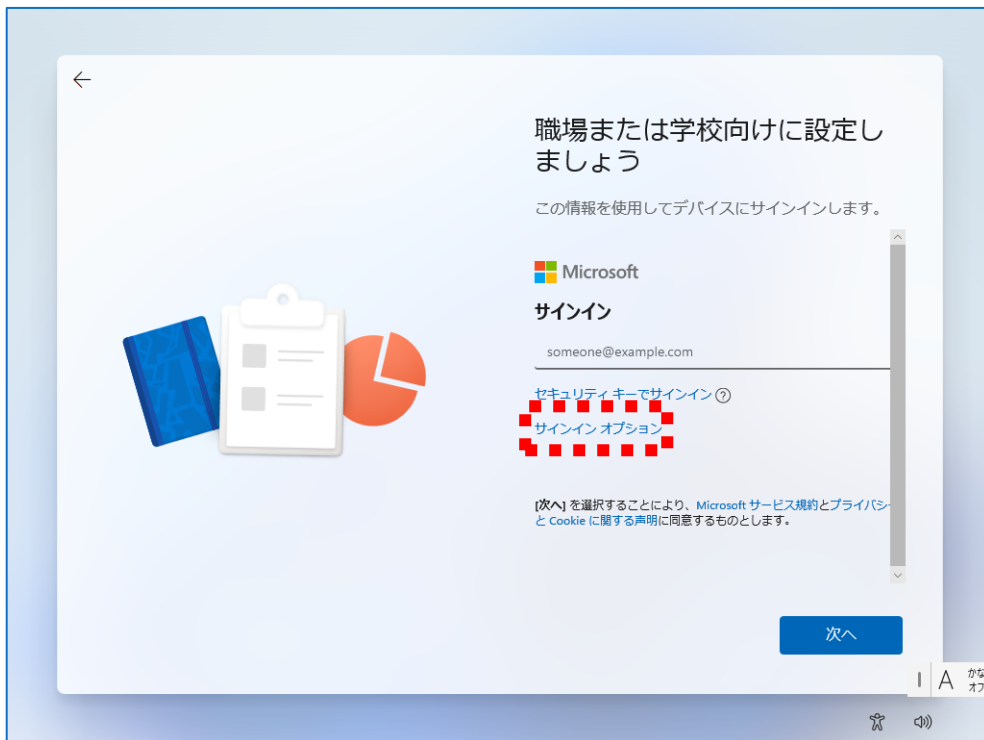 職場または学校向けに設定し
ましょう
この情報を使用してデバイスにサインインします。
Microsoft
サインイン
someone@example.com
セキュリティ キーでサインイン
サインイン オプション
[次へ] を選択することにより、Microsoft サービス規約とプライバシー
と Cookie に関する声明に同意するものとします。
次へ
A
かな
オフ